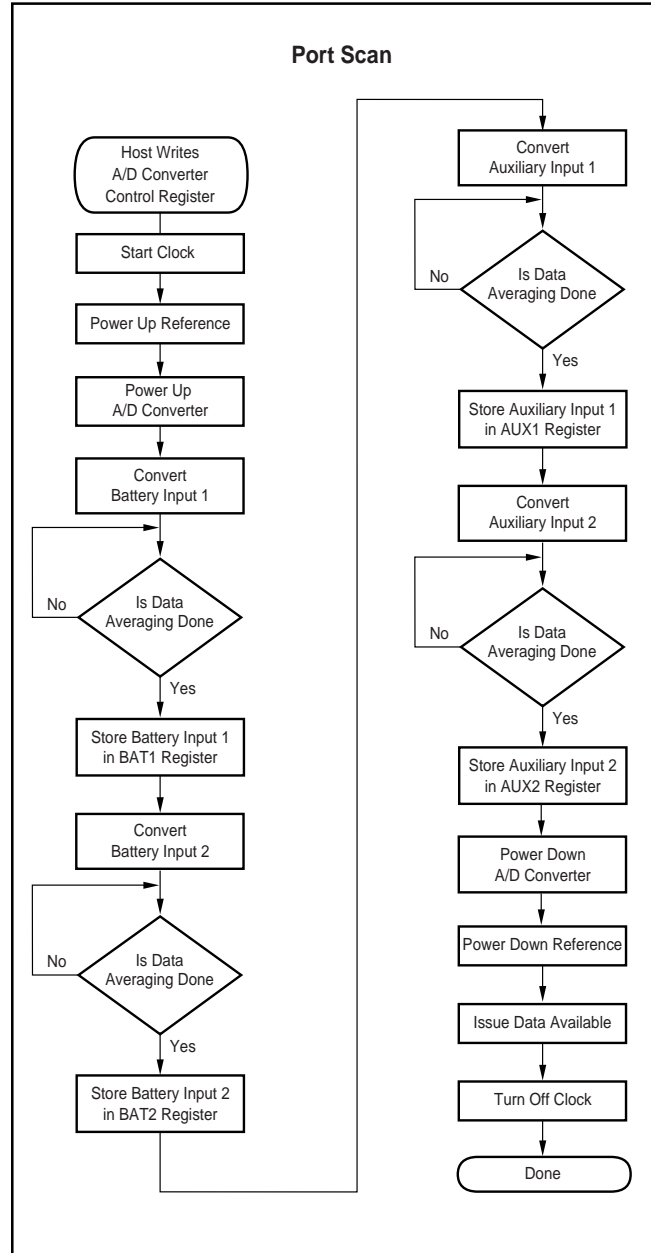 Port Scan
Host Writes
A/D Converter
Control Register
Start Clock
Power Up Reference
Power Up
A/D Converter
Convert
Battery Input 1
No
Is Data
Averaging Done
Yes
Store Battery Input 1
in BAT1 Register
Convert
Battery Input 2
No
Is Data
Averaging Done
Yes
Store Battery Input 2
in BAT2 Register
Convert
Auxiliary Input 1
No
Is Data
Averaging Done
Yes
Store Auxiliary Input 1
in AUX1 Register
Convert
Auxiliary Input 2
No
Is Data
Averaging Done
Yes
Store Auxiliary Input 2
in AUX2 Register
Power Down
A/D Converter
Power Down Reference
Issue Data Available
Turn Off Clock
Done